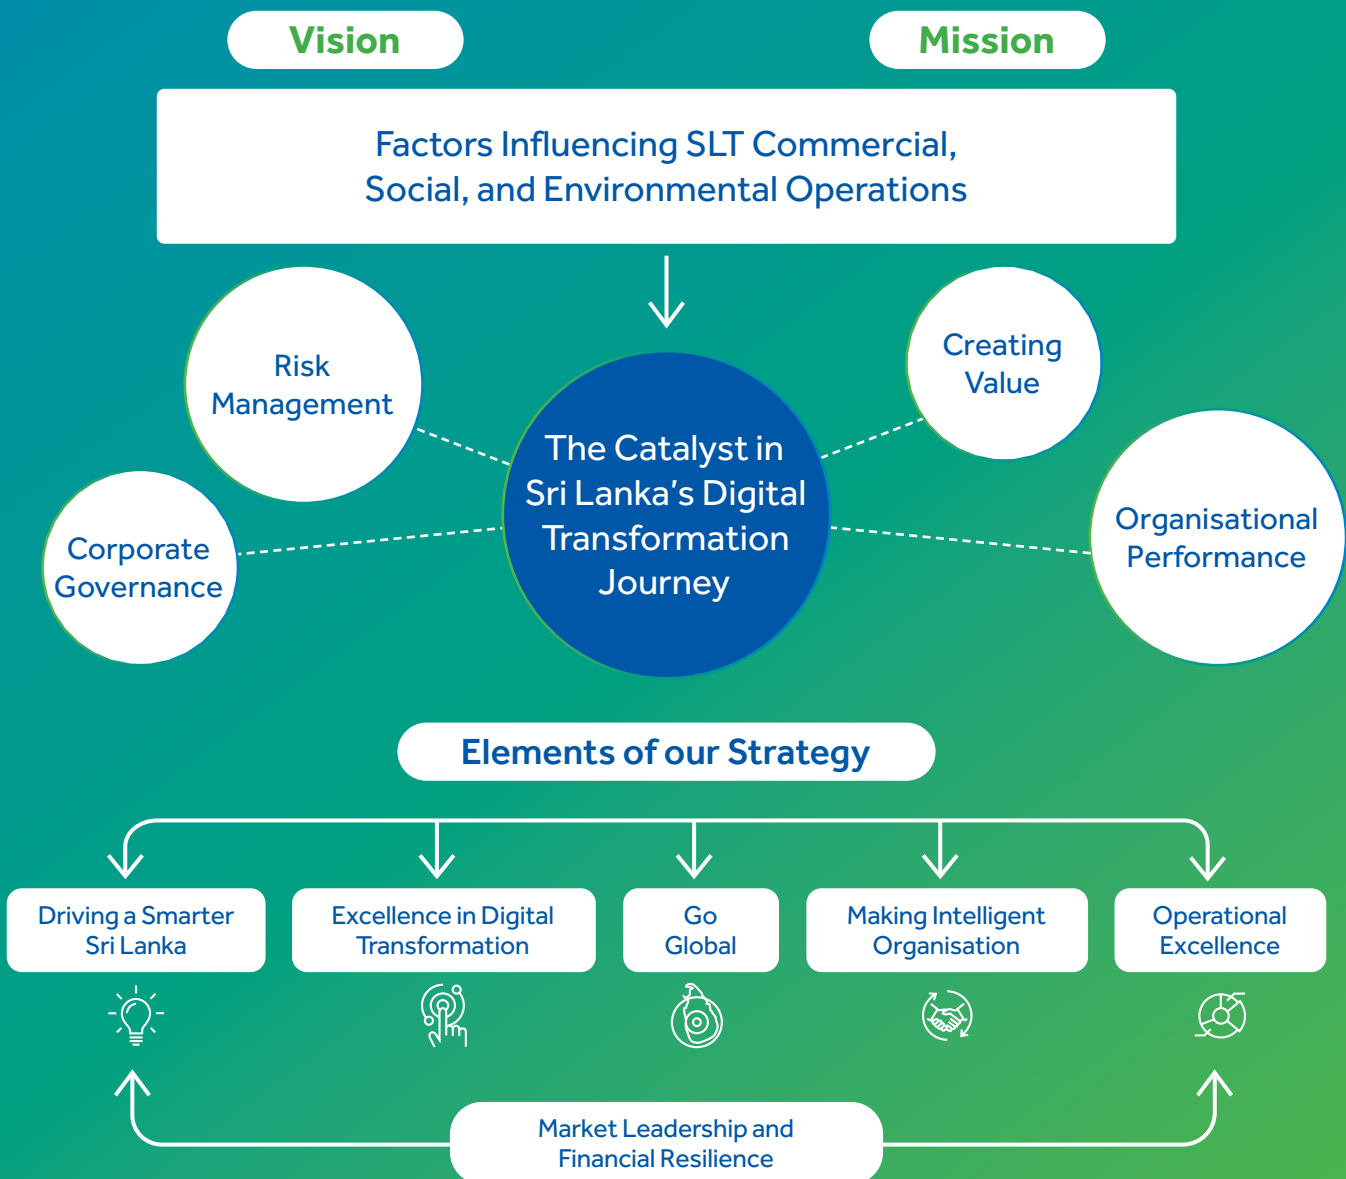 Vision
Mission
Factors Influencing SLT Commercial,
Social, and Environmental Operations
Risk
Management
Creating
Value
The Catalyst in
Sri Lanka's Digital
Transformation
Journey
Corporate
Governance
Organisational
Performance
Elements of our Strategy
Driving a Smarter
Sri Lanka
Excellence in Digital
Transformation
Go
Global
Making Intelligent
Organisation
Operational
Excellence
Market Leadership and
Financial Resilience